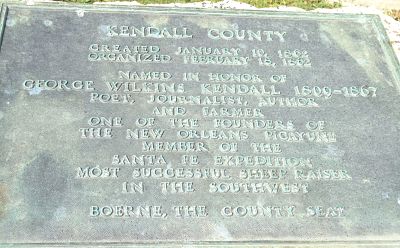 KENDALL COUNTY
CREATED JANUARY 10, 1862
ORGANIZED FEBRUARY 18, 1862
NAMED IN HONOR OF
GEORGE WILKINS KENDALL 1809-1867
POET, JOURNALIST, AUTHOR
AND FARMER
ONE OF THE FOUNDERS OF
THE NEW ORLEANS PICAYUNE
MEMBER OF THE
SANTA FE EXPEDITION
MOST SUCCESSFUL SHEEP RAISER
IN THE SOUTHWEST
BOERNE, THE COUNTY SEAT